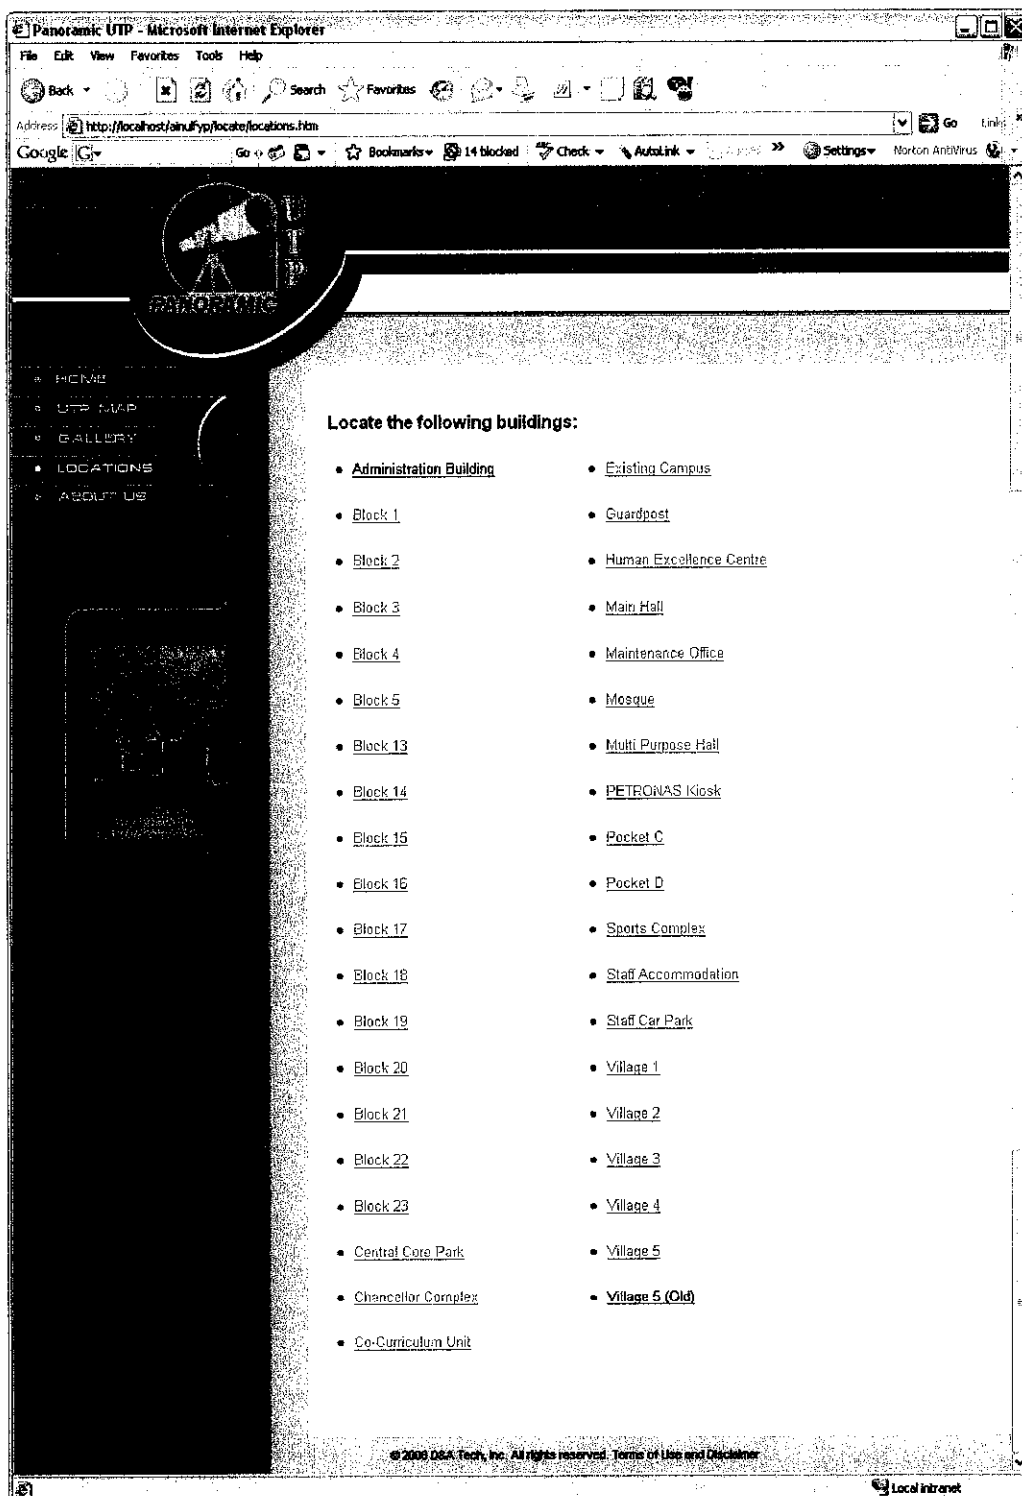 Panoramic UTP - Microsoft Internet Explorer
File Edit View Favorites Tools Help
Back Search Favorites
Address http://localhost/ainulfyp/locate/locations.htm Go Links
Google Go Bookmarks 14 blocked Check AutoLink Settings Norton AntiVirus
UTP
PANORAMIC
HOME
UTP MAP
GALLERY
LOCATIONS
ABOUT US
Locate the following buildings:
Administration Building
Block 1
Block 2
Block 3
Block 4
Block 5
Block 13
Block 14
Block 15
Block 16
Block 17
Block 18
Block 19
Block 20
Block 21
Block 22
Block 23
Central Core Park
Chancellor Complex
Co-Curriculum Unit
Existing Campus
Guardpost
Human Excellence Centre
Main Hall
Maintenance Office
Mosque
Multi Purpose Hall
PETRONAS Kiosk
Pocket C
Pocket D
Sports Complex
Staff Accommodation
Staff Car Park
Village 1
Village 2
Village 3
Village 4
Village 5
Village 5 (Old)
© 2006 D&A Tech, Inc. All rights reserved. Terms of Use and Disclaimer
Local intranet